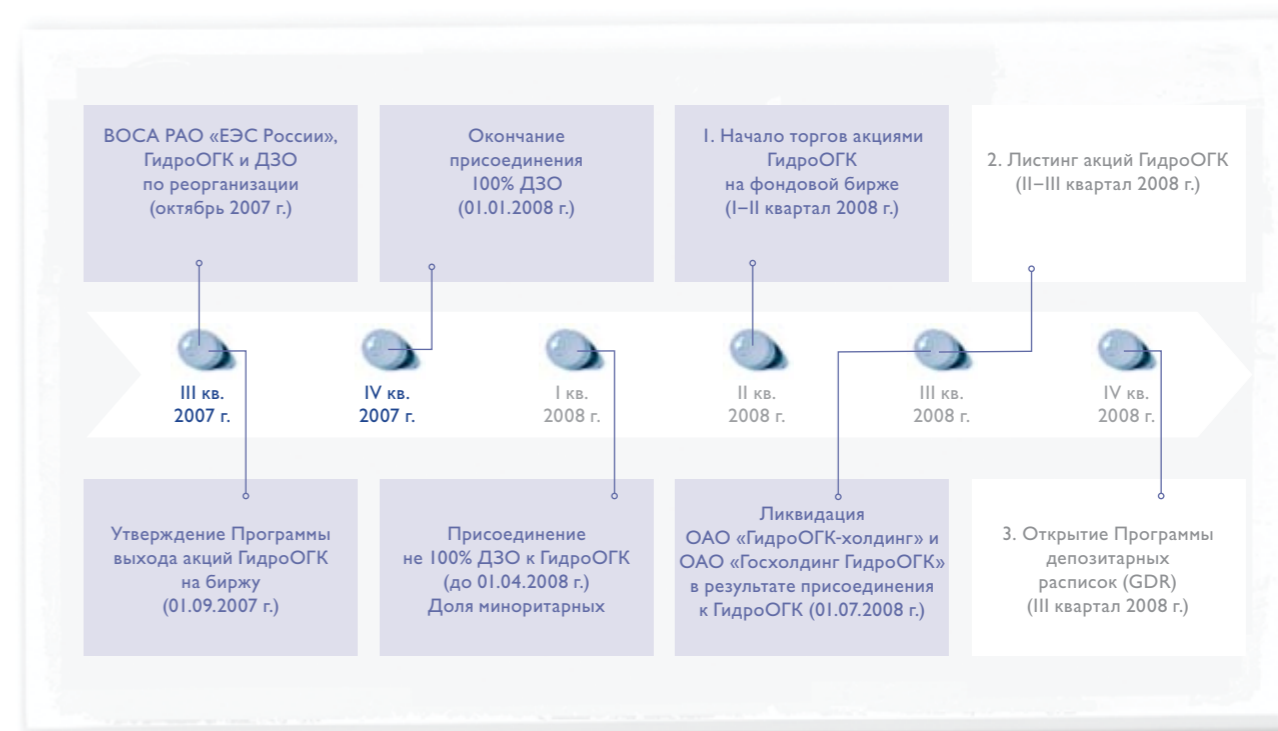 ВОСА РАО «ЕЭС России»,
ГидроОГК и ДЗО
по реорганизации
(октябрь 2007 г.)
Окончание
присоединения
100% ДЗО
(01.01.2008 г.)
1. Начало торгов акциями
ГидроОГК
на фондовой бирже
(I–II квартал 2008 г.)
2. Листинг акций ГидроОГК
(II–III квартал 2008 г.)
III кв.
2007 г.
IV кв.
2007 г.
I кв.
2008 г.
II кв.
2008 г.
III кв.
2008 г.
IV кв.
2008 г.
Утверждение Программы
выхода акций ГидроОГК
на биржу
(01.09.2007 г.)
Присоединение
не 100% ДЗО к ГидроОГК
(до 01.04.2008 г.)
Доля миноритарных
Ликвидация
ОАО «ГидроОГК-холдинг» и
ОАО «Госхолдинг ГидроОГК»
в результате присоединения
к ГидроОГК (01.07.2008 г.)
3. Открытие Программы
депозитарных
расписок (GDR)
(III квартал 2008 г.)